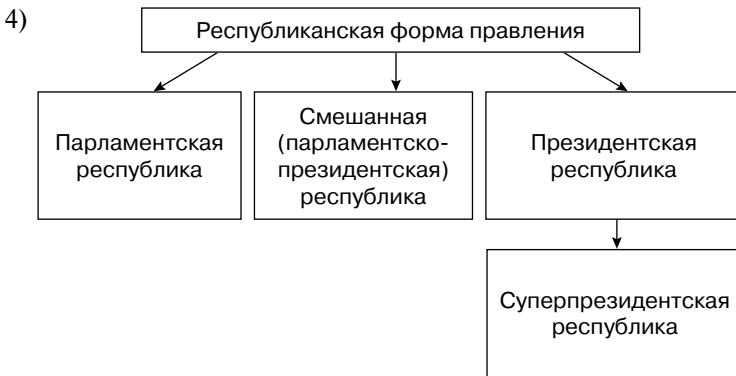 4)
Республиканская форма правления
Парламентская
республика
Смешанная
(парламентско-
президентская)
республика
Президентская
республика
Суперпрезидентская
республика